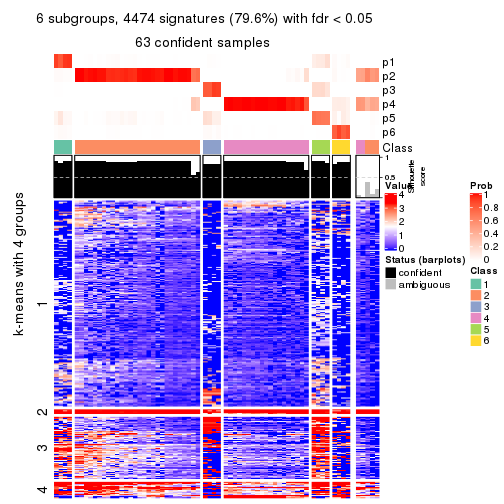 6 subgroups, 4474 signatures (79.6%) with fdr < 0.05
63 confident samples
p1
p2
p3
p4
p5
p6
Class
1
0.5
0
Silhouette
score
k-means with 4 groups
1
2
3
4
Value
4
3
2
1
0
Status (barplots)
confident
ambiguous
Prob
1
0.8
0.6
0.4
0.2
0
Class
1
2
3
4
5
6